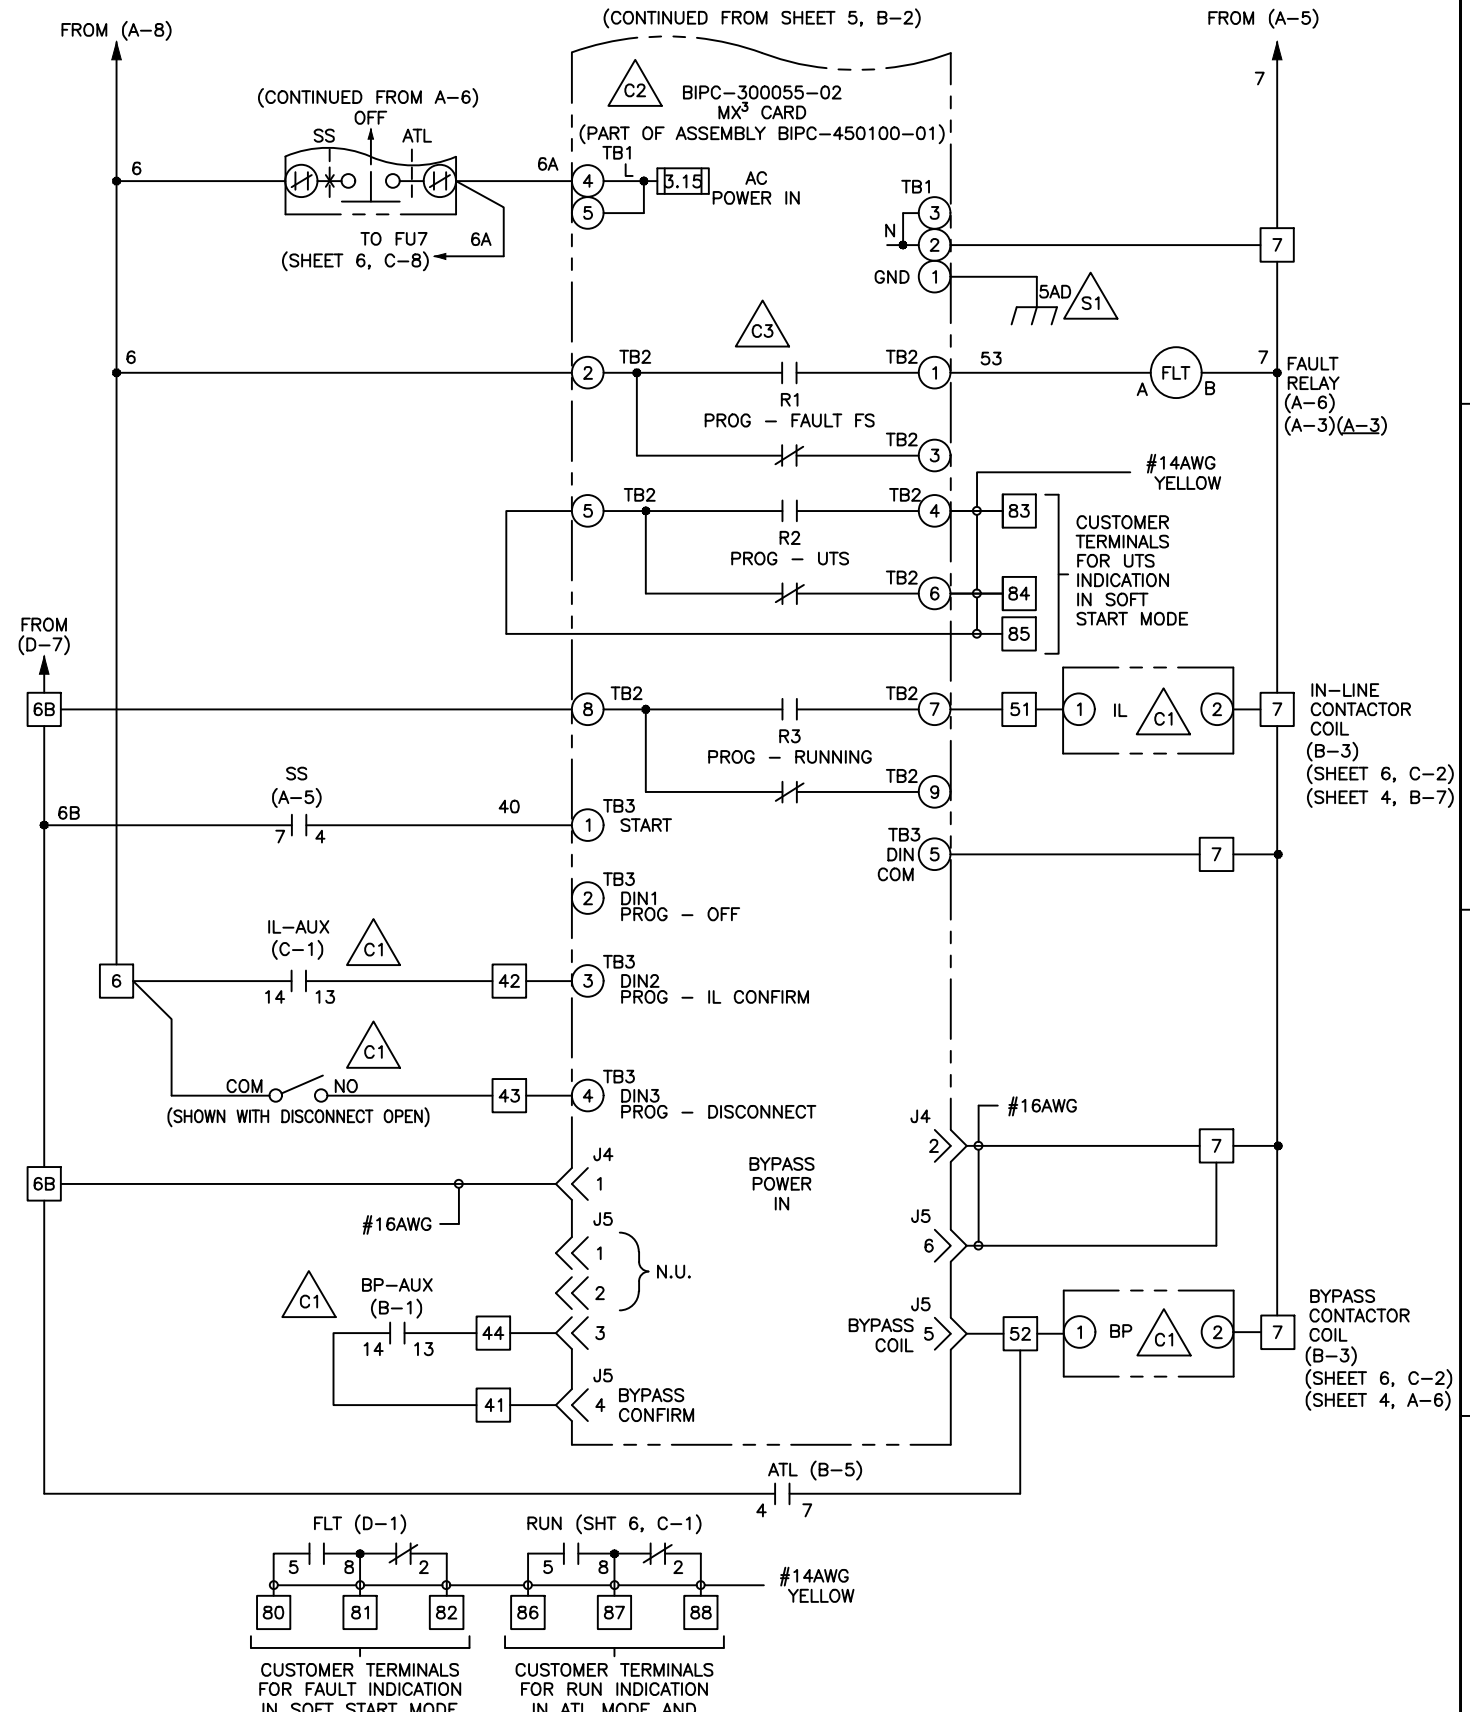 (CONTINUED FROM SHEET 5, B-2)
FROM (A-8)
FROM (A-5)
7
C2
BIPC-300055-02
MX³ CARD
(PART OF ASSEMBLY BIPC-450100-01)
(CONTINUED FROM A-6)
OFF
SS
ATL
6
6A
TB1
L
4
3.15
AC
POWER IN
5
TO FU7
6A
(SHEET 6, C-8)
TB1
3
N
2
7
GND
1
5AD
S1
C3
6
2
TB2
R1
PROG - FAULT FS
TB2
1
53
A
FLT
B
7
FAULT
RELAY
(A-6)
(A-3)(A-3)
TB2
3
#14AWG
YELLOW
5
TB2
R2
PROG - UTS
TB2
4
83
TB2
6
84
85
CUSTOMER
TERMINALS
FOR UTS
INDICATION
IN SOFT
START MODE
FROM
(D-7)
6B
8
TB2
R3
PROG - RUNNING
TB2
7
51
1
IL
C1
2
7
IN-LINE
CONTACTOR
COIL
(B-3)
(SHEET 6, C-2)
(SHEET 4, B-7)
TB2
9
6B
SS
(A-5)
7
4
40
1
TB3
START
TB3
DIN
COM
5
7
2
TB3
DIN1
PROG - OFF
6
IL-AUX
(C-1)
C1
14
13
42
3
TB3
DIN2
PROG - IL CONFIRM
C1
COM
NO
(SHOWN WITH DISCONNECT OPEN)
43
4
TB3
DIN3
PROG - DISCONNECT
6B
#16AWG
J4
1
BYPASS
POWER
IN
J4
2
#16AWG
7
J5
6
J5
1
2
N.U.
C1
BP-AUX
(B-1)
14
13
44
3
41
J5
4
BYPASS
CONFIRM
BYPASS
COIL
J5
5
52
1
BP
C1
2
7
BYPASS
CONTACTOR
COIL
(B-3)
(SHEET 6, C-2)
(SHEET 4, A-6)
ATL (B-5)
4
7
FLT (D-1)
5
8
2
80
81
82
RUN (SHT 6, C-1)
5
8
2
86
87
88
#14AWG
YELLOW
CUSTOMER TERMINALS
FOR FAULT INDICATION
IN SOFT START MODE
CUSTOMER TERMINALS
FOR RUN INDICATION
IN ATL MODE AND